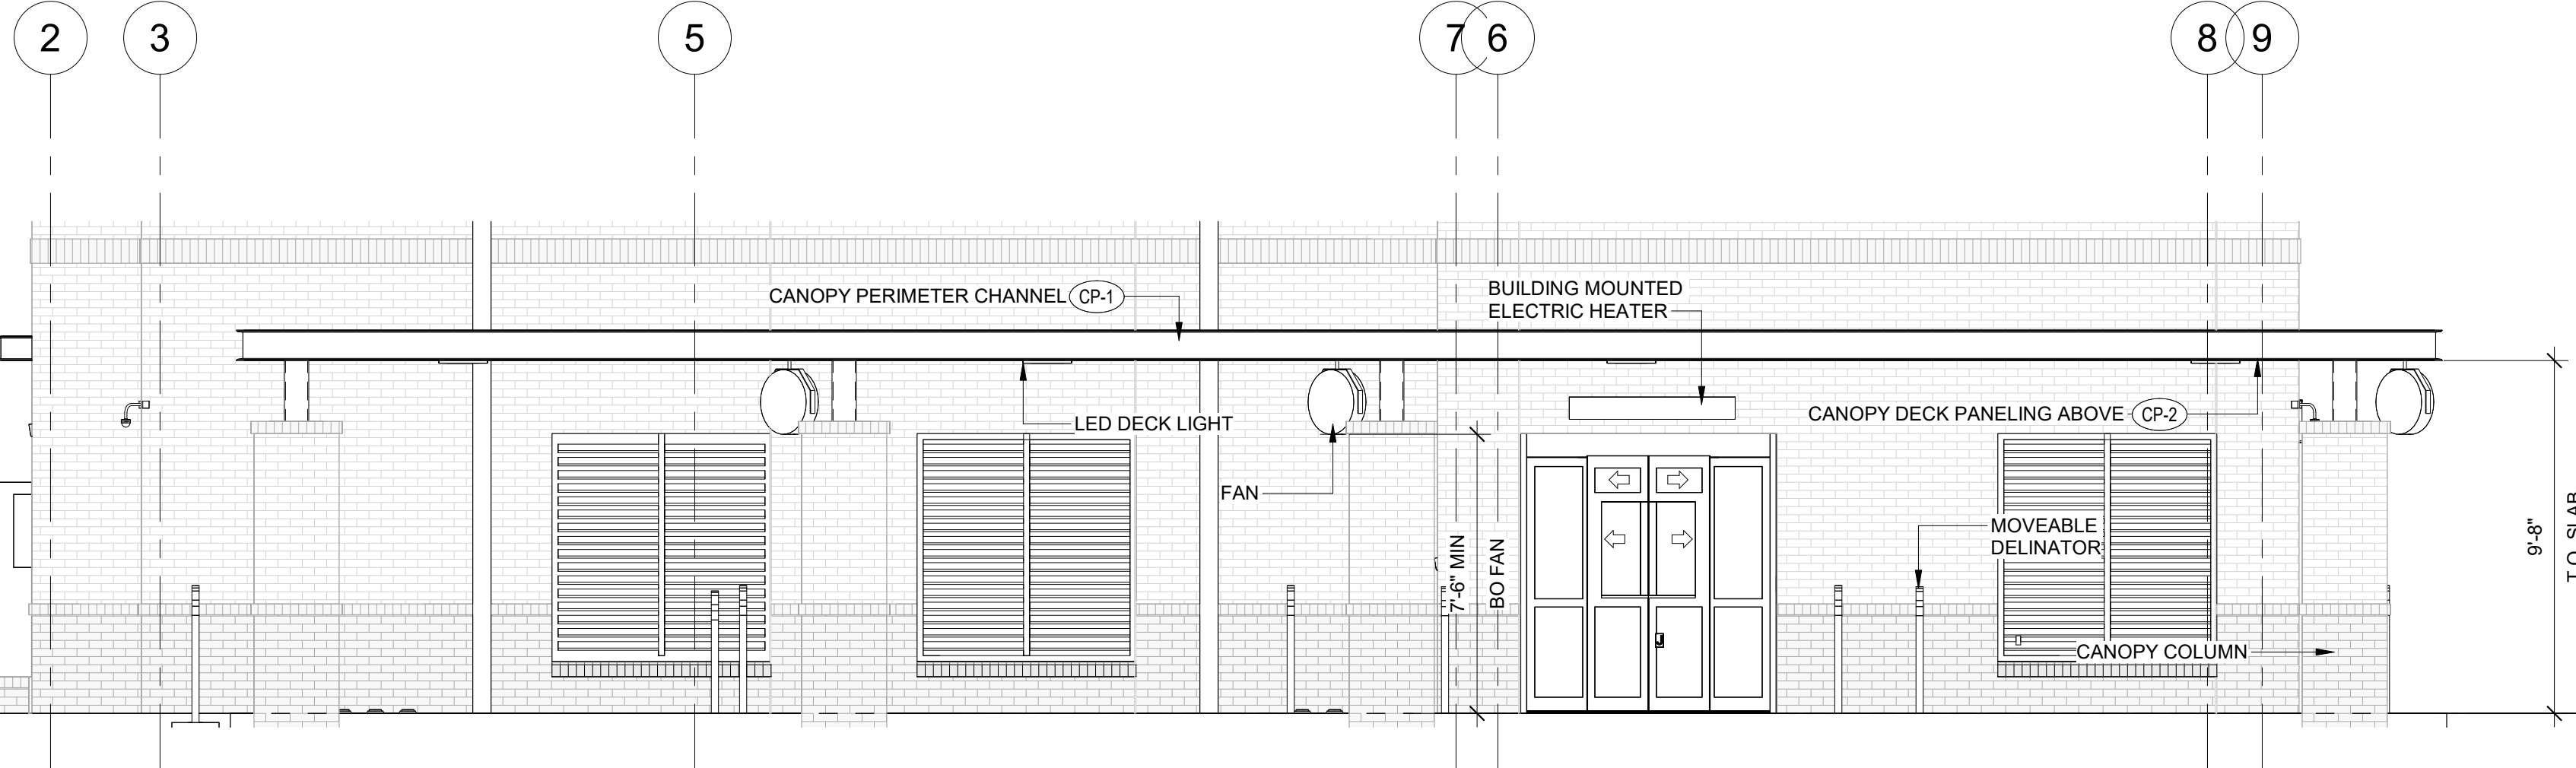 2
3
5
7
6
8
9
CANOPY PERIMETER CHANNEL CP-1
BUILDING MOUNTED
ELECTRIC HEATER
LED DECK LIGHT
CANOPY DECK PANELING ABOVE CP-2
FAN
MOVEABLE
DELINATOR
7'-6" MIN
BO FAN
CANOPY COLUMN
9'-8"
T.O. SLAB